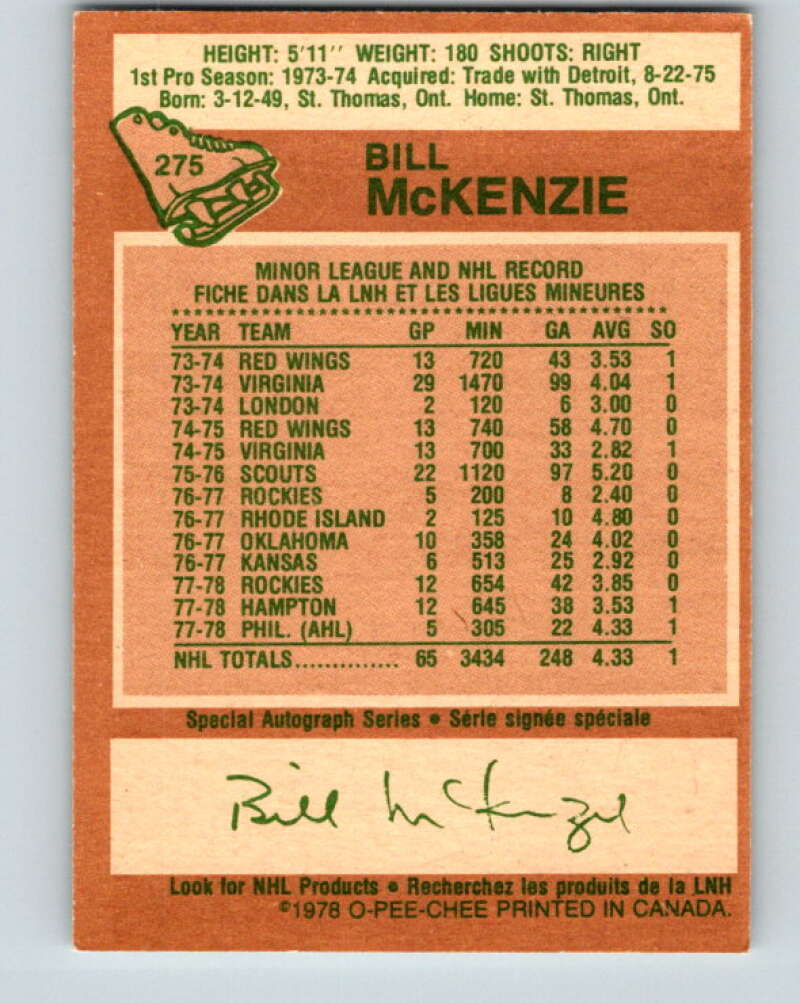 HEIGHT: 5'11'' WEIGHT: 180 SHOOTS: RIGHT
1st Pro Season: 1973-74 Acquired: Trade with Detroit, 8-22-75
Born: 3-12-49, St. Thomas, Ont. Home: St. Thomas, Ont.
275
BILL
McKENZIE
MINOR LEAGUE AND NHL RECORD
FICHE DANS LA LNH ET LES LIGUES MINEURES
YEAR TEAM GP MIN GA AVG SO
73-74 RED WINGS 13 720 43 3.53 1
73-74 VIRGINIA 29 1470 99 4.04 1
73-74 LONDON 2 120 6 3.00 0
74-75 RED WINGS 13 740 58 4.70 0
74-75 VIRGINIA 13 700 33 2.82 1
75-76 SCOUTS 22 1120 97 5.20 0
76-77 ROCKIES 5 200 8 2.40 0
76-77 RHODE ISLAND 2 125 10 4.80 0
76-77 OKLAHOMA 10 358 24 4.02 0
76-77 KANSAS 6 513 25 2.92 0
77-78 ROCKIES 12 654 42 3.85 0
77-78 HAMPTON 12 645 38 3.53 1
77-78 PHIL. (AHL) 5 305 22 4.33 1
NHL TOTALS.............. 65 3434 248 4.33 1
Special Autograph Series • Série signée spéciale
Bill McKenzie
Look for NHL Products • Recherchez les produits de la LNH
©1978 O-PEE-CHEE PRINTED IN CANADA.